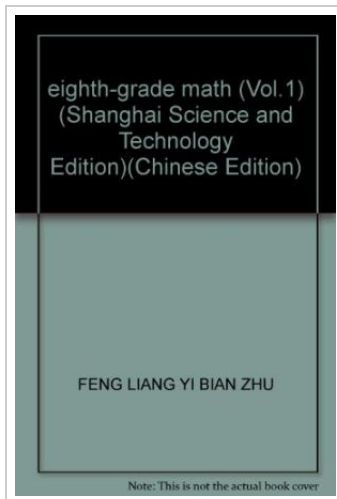 eighth-grade math (Vol.1)
(Shanghai Science and
Technology
Edition)(Chinese Edition)
FENG LIANG YI BIAN ZHU
Note: This is not the actual book cover